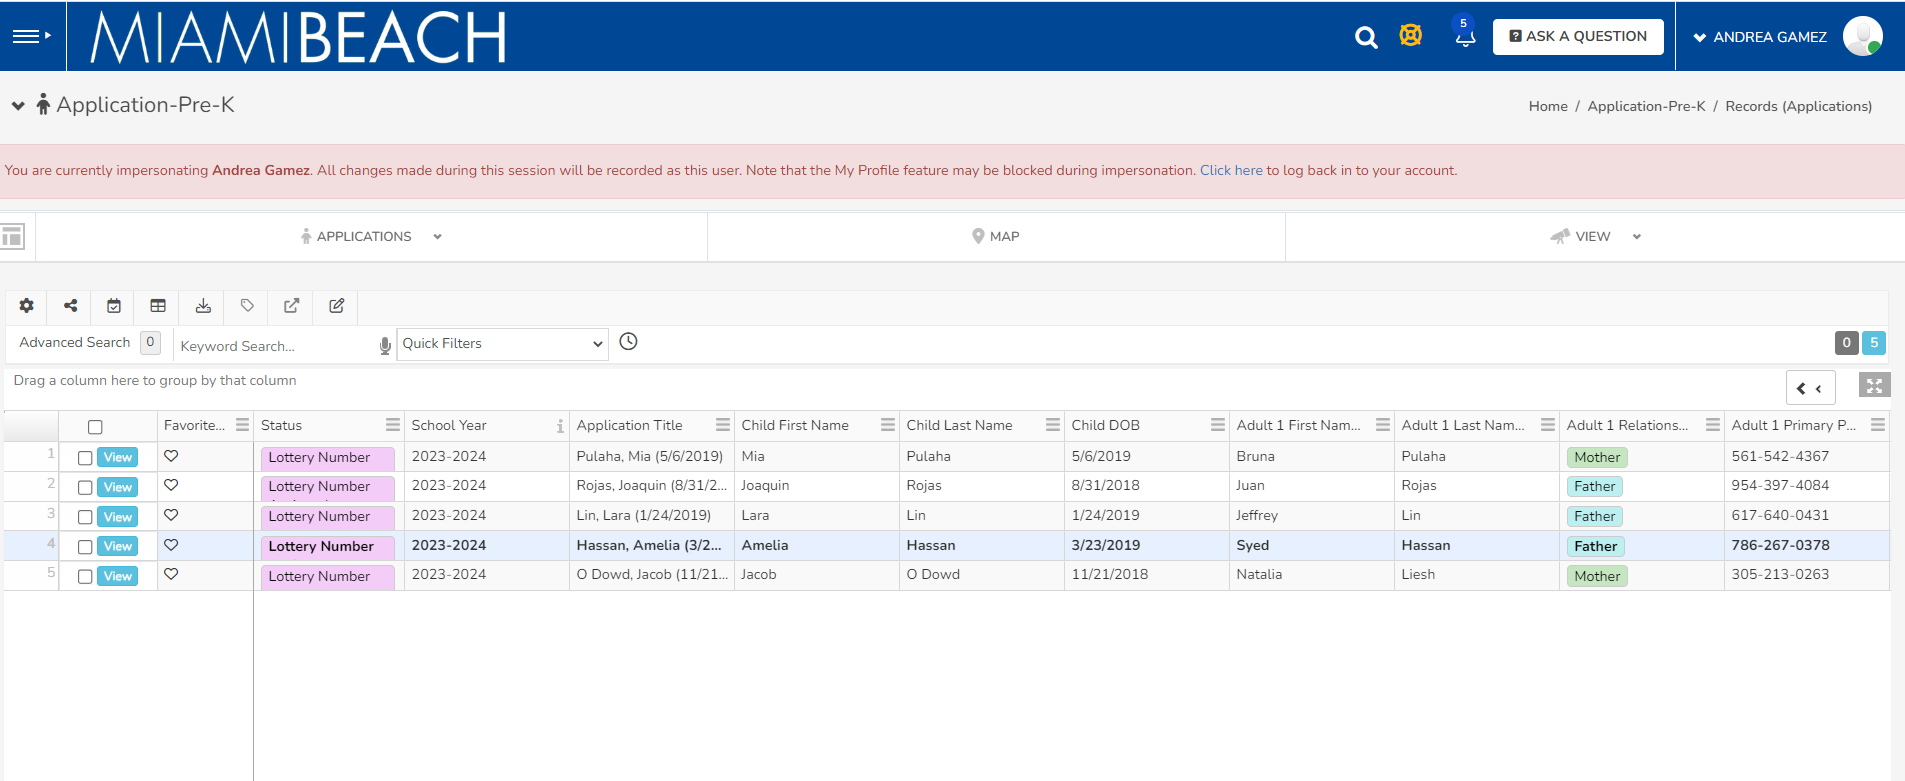 MIAMIBEACH
5
ASK A QUESTION
ANDREA GAMEZ
Application-Pre-K
Home / Application-Pre-K / Records (Applications)
You are currently impersonating Andrea Gamez. All changes made during this session will be recorded as this user. Note that the My Profile feature may be blocked during impersonation. Click here to log back in to your account.
APPLICATIONS MAP VIEW
Advanced Search 0 Keyword Search... Quick Filters 0 5
Drag a column here to group by that column
Favorite... Status School Year Application Title Child First Name Child Last Name Child DOB Adult 1 First Nam... Adult 1 Last Nam... Adult 1 Relations... Adult 1 Primary P...
1 View Lottery Number 2023-2024 Pulaha, Mia (5/6/2019) Mia Pulaha 5/6/2019 Bruna Pulaha Mother 561-542-4367
2 View Lottery Number 2023-2024 Rojas, Joaquin (8/31/2... Joaquin Rojas 8/31/2018 Juan Rojas Father 954-397-4084
3 View Lottery Number 2023-2024 Lin, Lara (1/24/2019) Lara Lin 1/24/2019 Jeffrey Lin Father 617-640-0431
4 View Lottery Number 2023-2024 Hassan, Amelia (3/2... Amelia Hassan 3/23/2019 Syed Hassan Father 786-267-0378
5 View Lottery Number 2023-2024 O Dowd, Jacob (11/21... Jacob O Dowd 11/21/2018 Natalia Liesh Mother 305-213-0263